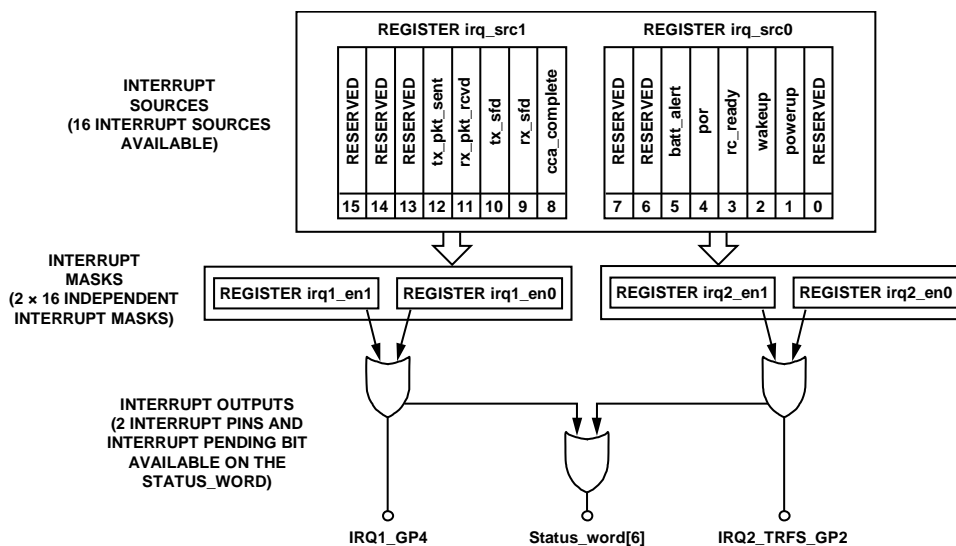 REGISTER irq_src1
REGISTER irq_src0
INTERRUPT
SOURCES
(16 INTERRUPT SOURCES
AVAILABLE)
RESERVED
RESERVED
RESERVED
tx_pkt_sent
rx_pkt_rcvd
tx_sfd
rx_sfd
cca_complete
RESERVED
RESERVED
batt_alert
por
rc_ready
wakeup
powerup
RESERVED
15 14 13 12 11 10 9 8
7 6 5 4 3 2 1 0
INTERRUPT
MASKS
(2 × 16 INDEPENDENT
INTERRUPT MASKS)
REGISTER irq1_en1
REGISTER irq1_en0
REGISTER irq2_en1
REGISTER irq2_en0
INTERRUPT OUTPUTS
(2 INTERRUPT PINS AND
INTERRUPT PENDING BIT
AVAILABLE ON THE
STATUS_WORD)
IRQ1_GP4
Status_word[6]
IRQ2_TRFS_GP2